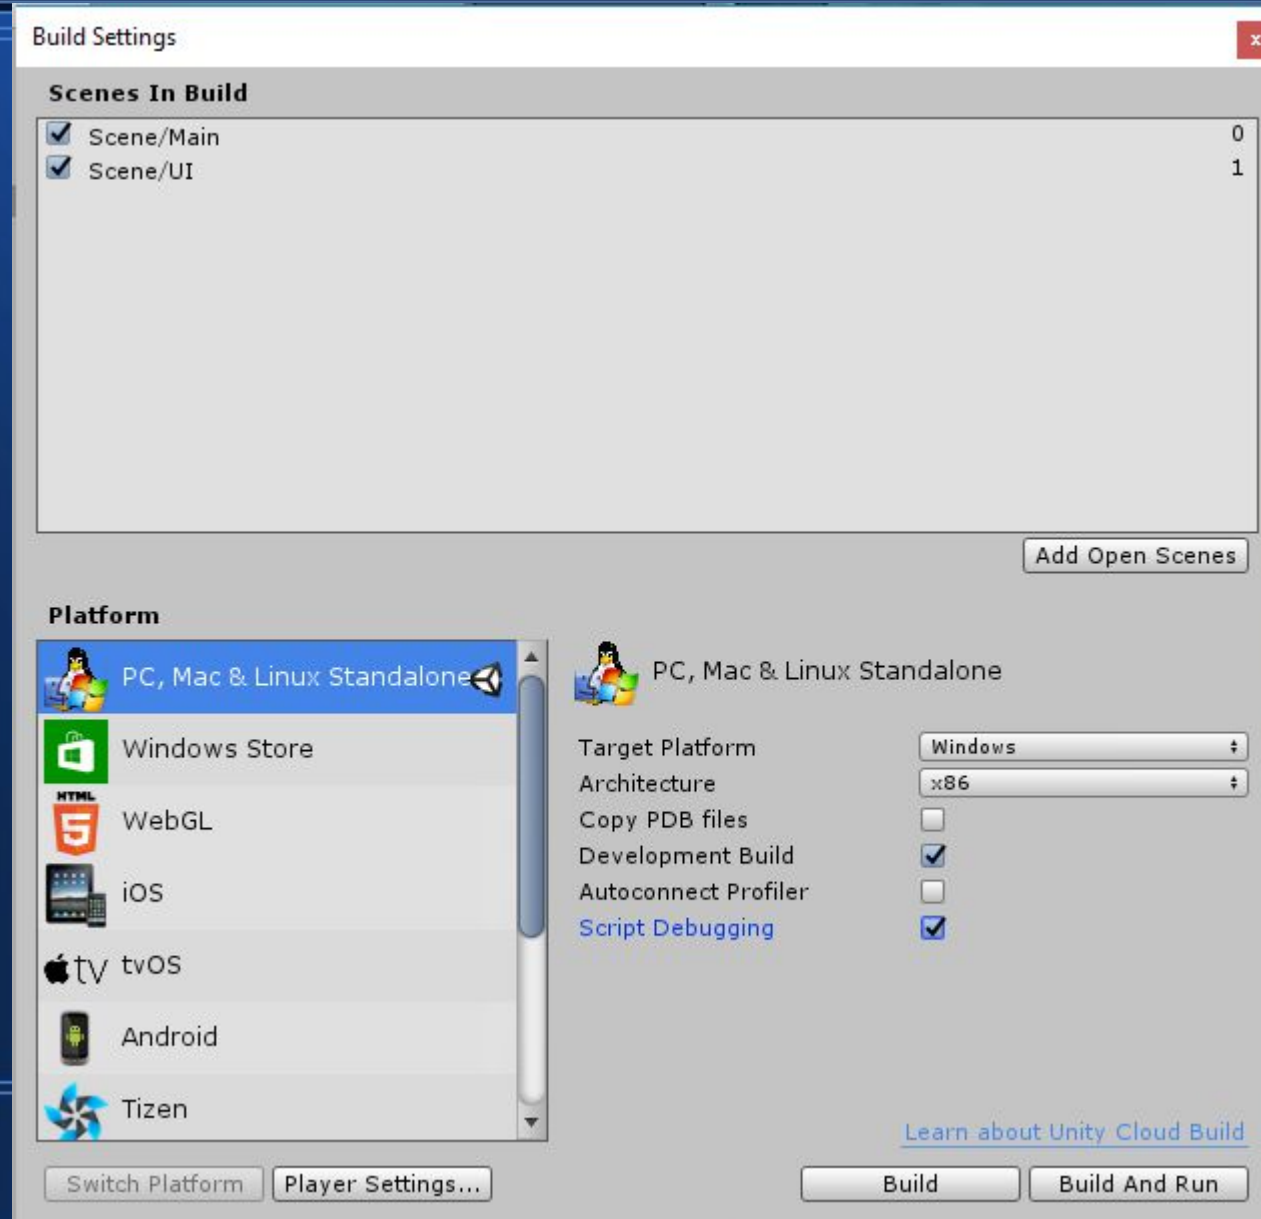 Build Settings
x
Scenes In Build
Scene/Main 0
Scene/UI 1
Add Open Scenes
Platform
PC, Mac & Linux Standalone
Windows Store
HTML
5
WebGL
iOS
tv tvOS
Android
Tizen
PC, Mac & Linux Standalone
Target Platform Windows
Architecture x86
Copy PDB files
Development Build
Autoconnect Profiler
Script Debugging
Learn about Unity Cloud Build
Switch Platform Player Settings... Build Build And Run